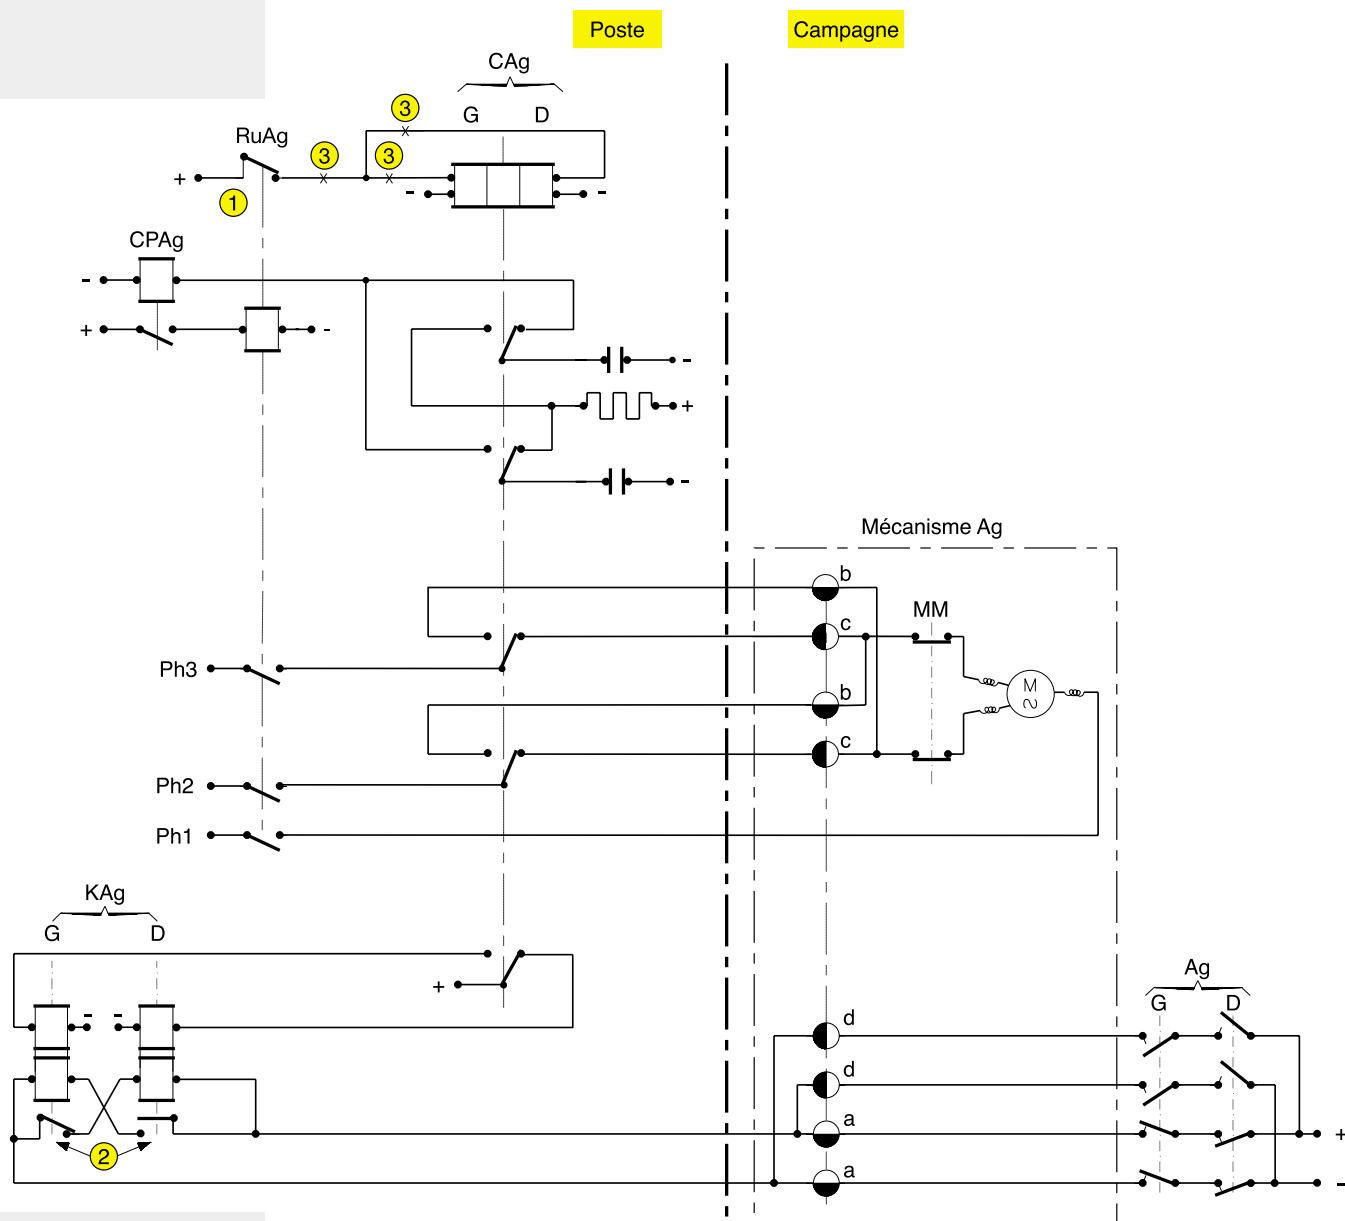 Poste Campagne
CAg
G D
3
RuAg
3 3
+
- -
1
CPAg
-
+ -
-
+
-
Mécanisme Ag
b
MM
c
Ph3
M
b
c
Ph2
Ph1
KAg
G D
+
Ag
G D
- -
d
d
a
+
2
a
-